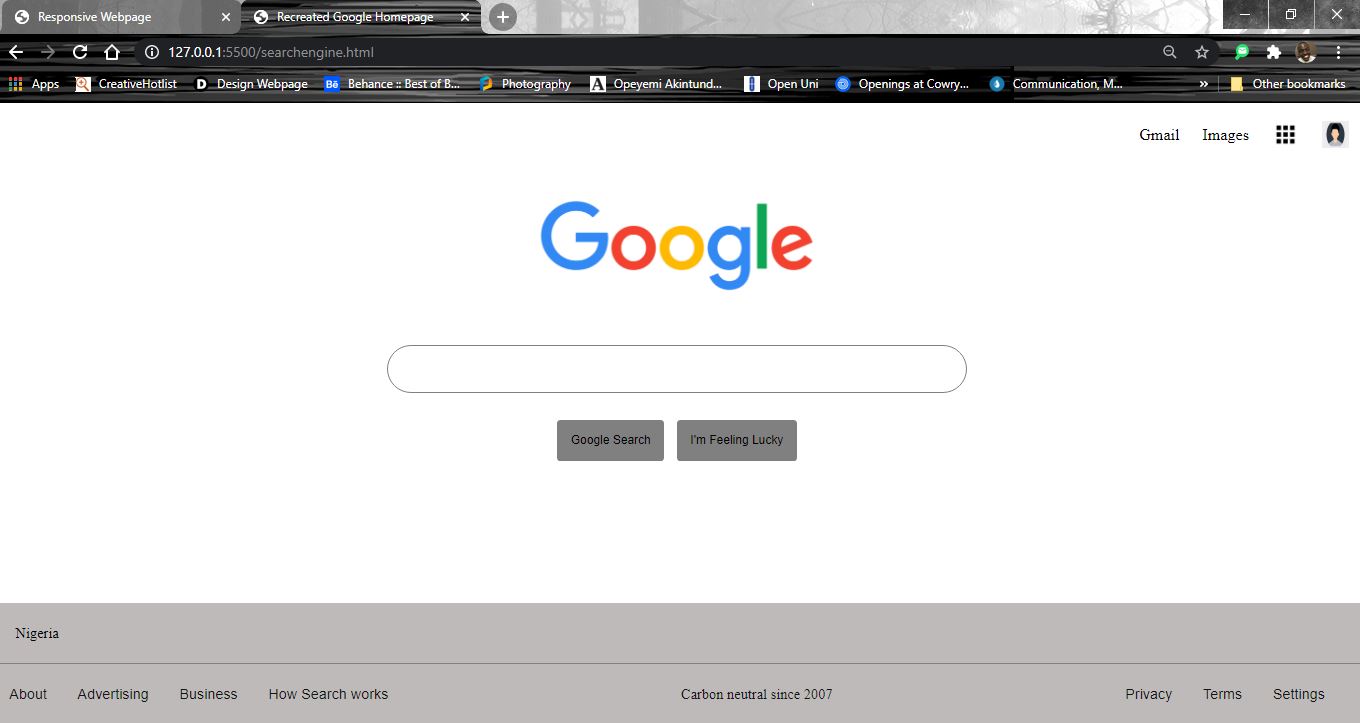 Responsive Webpage Recreated Google Homepage
127.0.0.1:5500/searchengine.html
Apps CreativeHotlist D Design Webpage Bē Behance :: Best of B... Photography A Opeyemi Akintund... Open Uni Openings at Cowry... Communication, M... » Other bookmarks
Gmail Images
Google
Google Search I'm Feeling Lucky
Nigeria
About Advertising Business How Search works Carbon neutral since 2007 Privacy Terms Settings